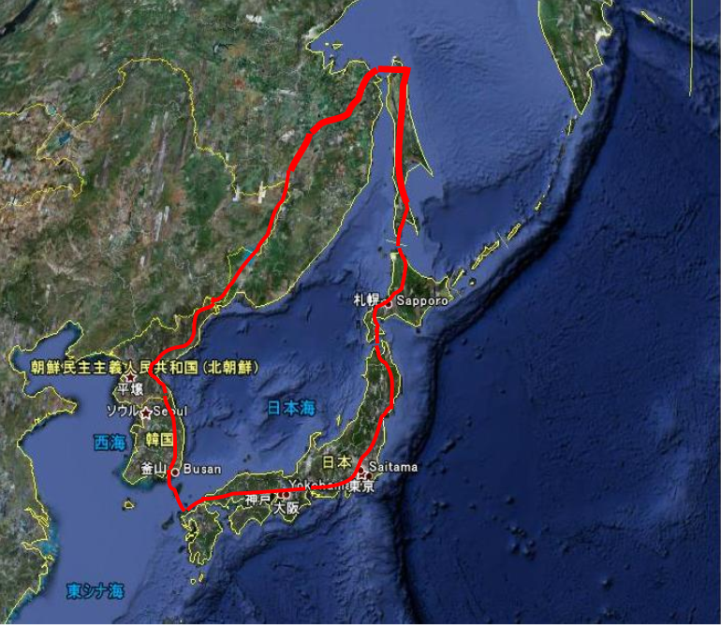 札幌 Sapporo
朝鮮民主主義人民共和国(北朝鮮)
平壌
ソウル Seoul
日本海
西海
韓国
釜山 Busan
日本
Saitama
Yokohama
東京
神戸
大阪
東シナ海